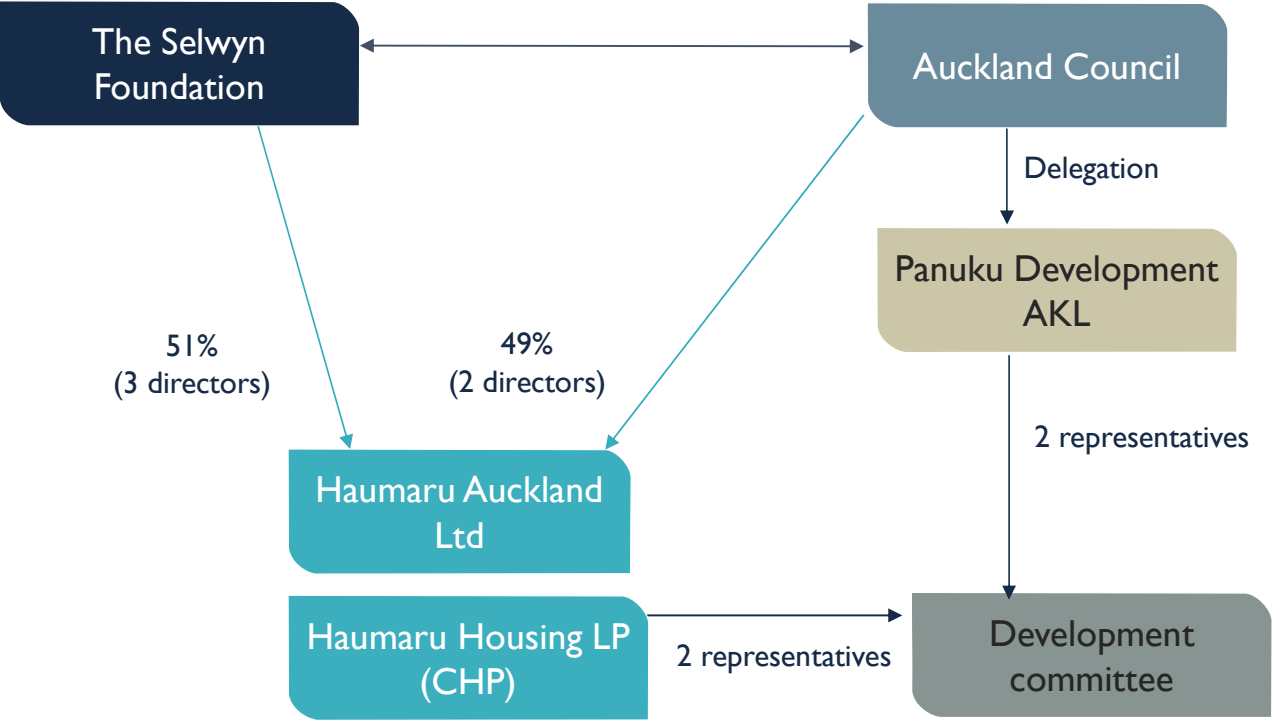 The Selwyn
Foundation
Auckland Council
Delegation
Panuku Development
AKL
51%
(3 directors)
49%
(2 directors)
2 representatives
Haumaru Auckland
Ltd
Haumaru Housing LP
(CHP)
2 representatives
Development
committee